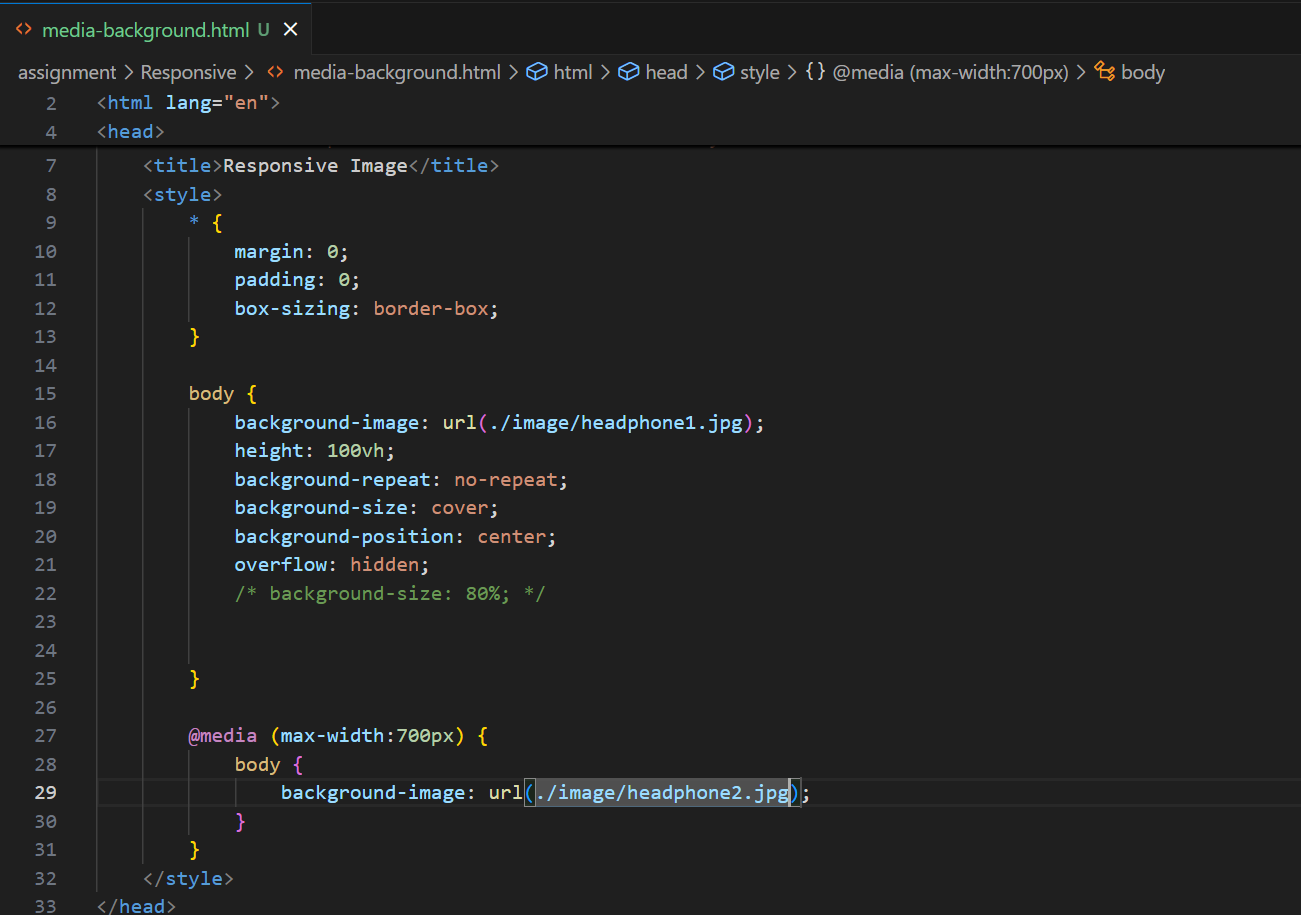 media-background.html U
assignment > Responsive > media-background.html > html > head > style > {} @media (max-width:700px) > body
2 <html lang="en">
4 <head>
7 <title>Responsive Image</title>
8 <style>
9 * {
10 margin: 0;
11 padding: 0;
12 box-sizing: border-box;
13 }
14
15 body {
16 background-image: url(./image/headphone1.jpg);
17 height: 100vh;
18 background-repeat: no-repeat;
19 background-size: cover;
20 background-position: center;
21 overflow: hidden;
22 /* background-size: 80%; */
23
24
25 }
26
27 @media (max-width:700px) {
28 body {
29 background-image: url(./image/headphone2.jpg);
30 }
31 }
32 </style>
33 </head>